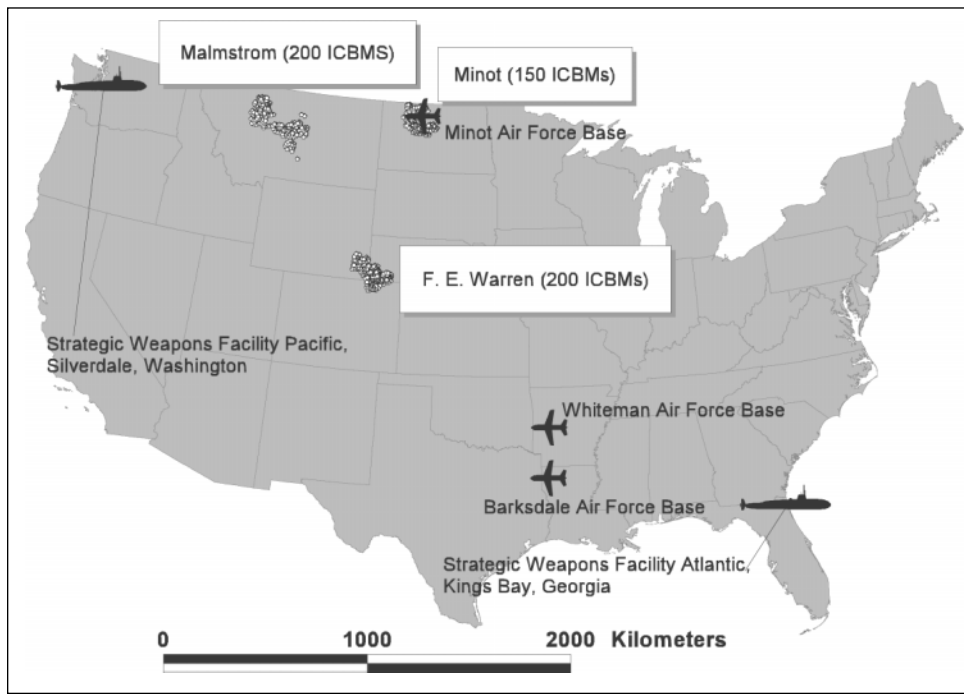 Malmstrom (200 ICBMS)
Minot (150 ICBMs)
Minot Air Force Base
F. E. Warren (200 ICBMs)
Strategic Weapons Facility Pacific,
Silverdale, Washington
Whiteman Air Force Base
Barksdale Air Force Base
Strategic Weapons Facility Atlantic,
Kings Bay, Georgia
0 1000 2000 Kilometers